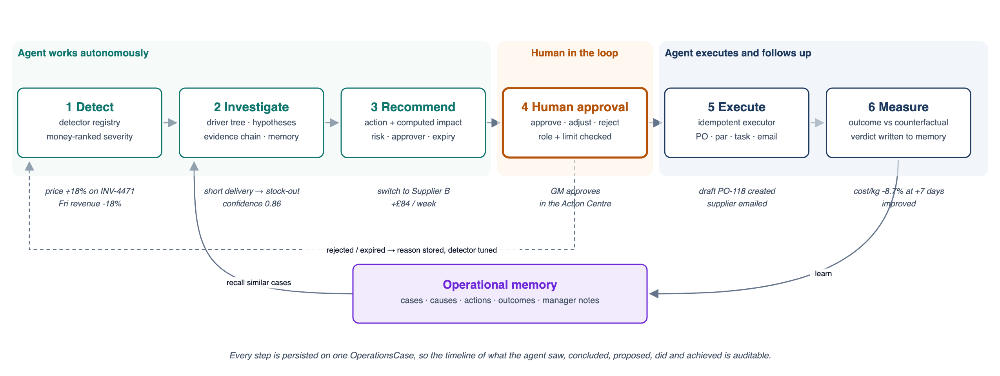 Agent works autonomously
Human in the loop
Agent executes and follows up
1 Detect
detector registry
money-ranked severity
2 Investigate
driver tree · hypotheses
evidence chain · memory
3 Recommend
action + computed impact
risk · approver · expiry
4 Human approval
approve · adjust · reject
role + limit checked
5 Execute
idempotent executor
PO · par · task · email
6 Measure
outcome vs counterfactual
verdict written to memory
price +18% on INV-4471
Fri revenue -18%
short delivery → stock-out
confidence 0.86
switch to Supplier B
+£84 / week
GM approves
in the Action Centre
draft PO-118 created
supplier emailed
cost/kg -8.7% at +7 days
improved
rejected / expired → reason stored, detector tuned
recall similar cases
learn
Operational memory
cases · causes · actions · outcomes · manager notes
Every step is persisted on one OperationsCase, so the timeline of what the agent saw, concluded, proposed, did and achieved is auditable.